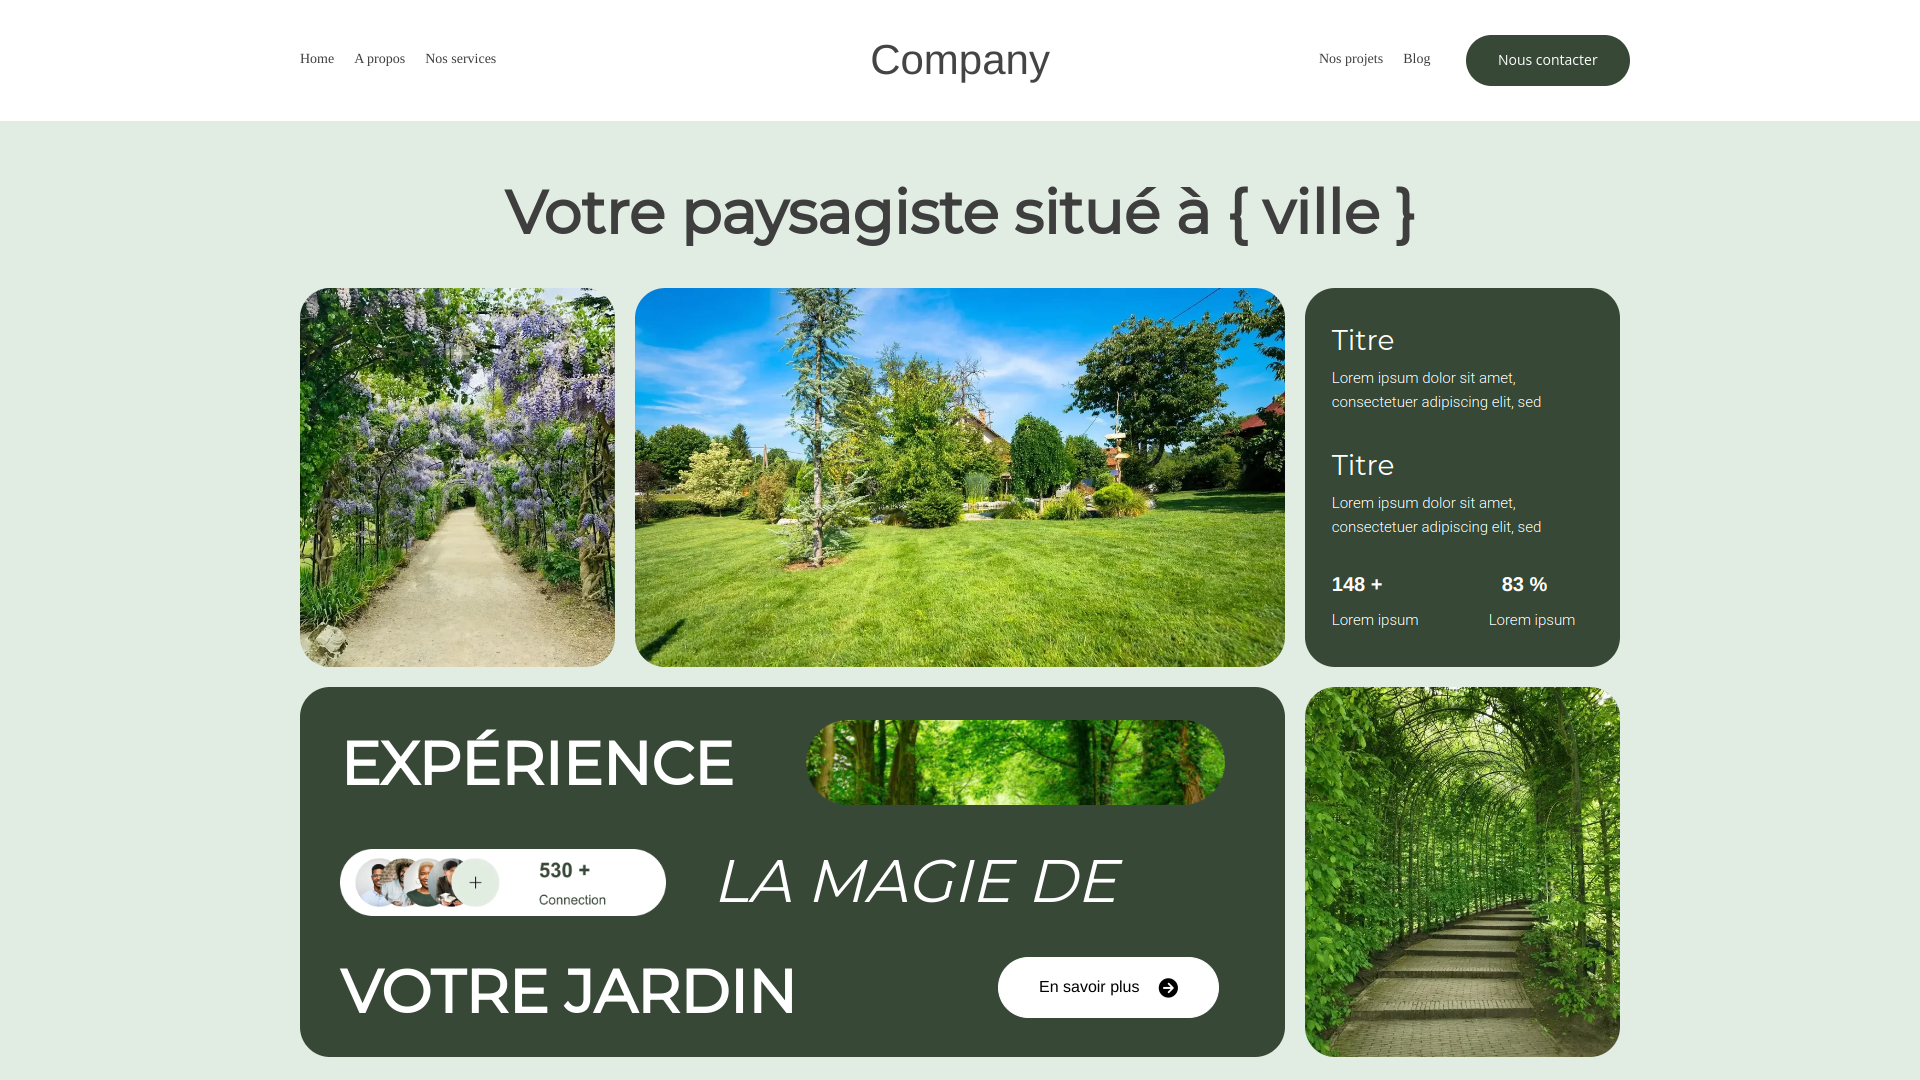 Home A propos Nos services
Company
Nos projets Blog
Nous contacter
Votre paysagiste situé à { ville }
Titre
Lorem ipsum dolor sit amet,
consectetuer adipiscing elit, sed
Titre
Lorem ipsum dolor sit amet,
consectetuer adipiscing elit, sed
148 + 83 %
Lorem ipsum Lorem ipsum
EXPÉRIENCE
530 +
Connection
LA MAGIE DE
VOTRE JARDIN
En savoir plus